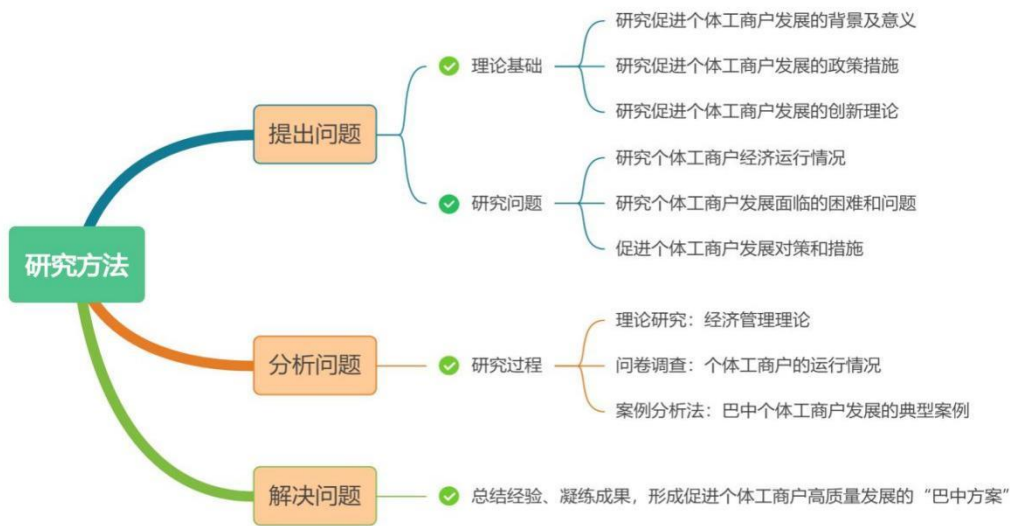 研究方法
提出问题
理论基础
研究促进个体工商户发展的背景及意义
研究促进个体工商户发展的政策措施
研究促进个体工商户发展的创新理论
研究问题
研究个体工商户经济运行情况
研究个体工商户发展面临的困难和问题
促进个体工商户发展对策和措施
分析问题
研究过程
理论研究：经济管理理论
问卷调查：个体工商户的运行情况
案例分析法：巴中个体工商户发展的典型案例
解决问题
总结经验、凝练成果，形成促进个体工商户高质量发展的“巴中方案”